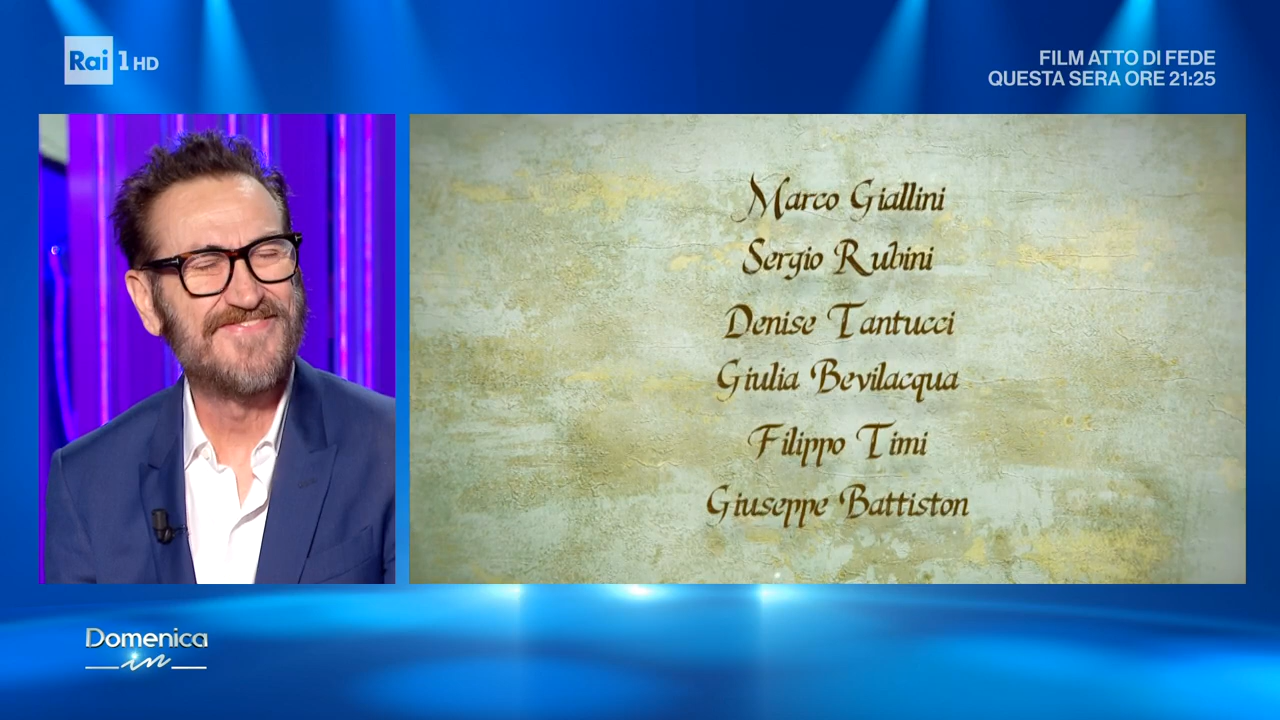 Rai 1 HD
FILM ATTO DI FEDE
QUESTA SERA ORE 21:25
Marco Giallini
Sergio Rubini
Denise Tantucci
Giulia Bevilacqua
Filippo Timi
Giuseppe Battiston
Domenica
in